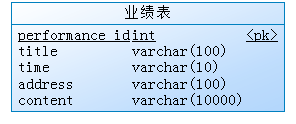 业绩表
performance_idint <pk>
title varchar(100)
time varchar(10)
address varchar(100)
content varchar(10000)